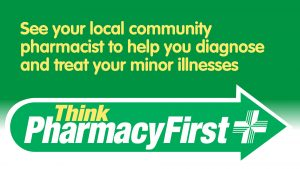 See your local community
pharmacist to help you diagnose
and treat your minor illnesses
Think
PharmacyFirst